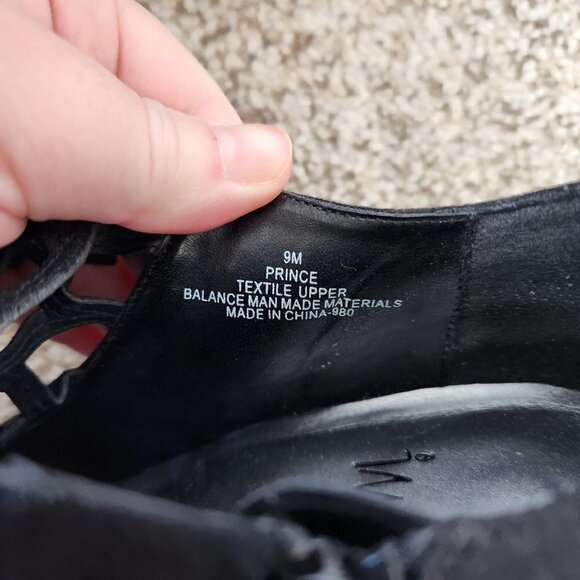 9M
PRINCE
TEXTILE UPPER
BALANCE MAN MADE MATERIALS
MADE IN CHINA-980
M.